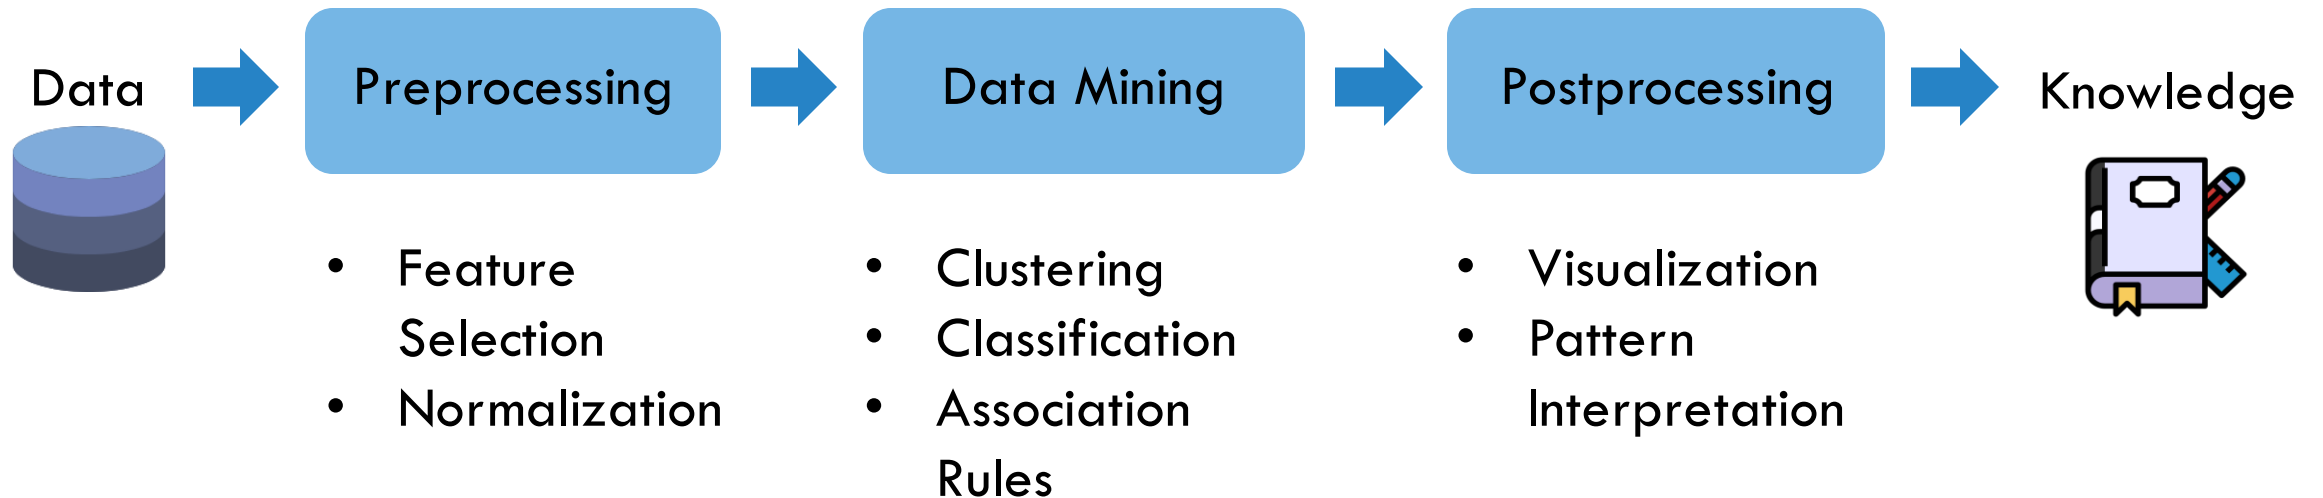 Data
Preprocessing
Data Mining
Postprocessing
Knowledge
• Feature
Selection
• Normalization
• Clustering
• Classification
• Association
Rules
• Visualization
• Pattern
Interpretation